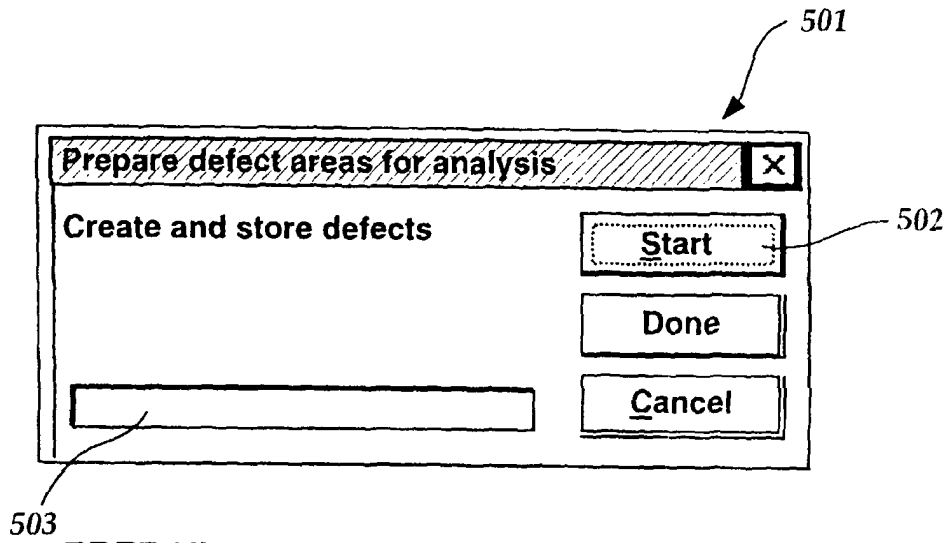 501
Prepare defect areas for analysis
Create and store defects
Start
502
Done
Cancel
503